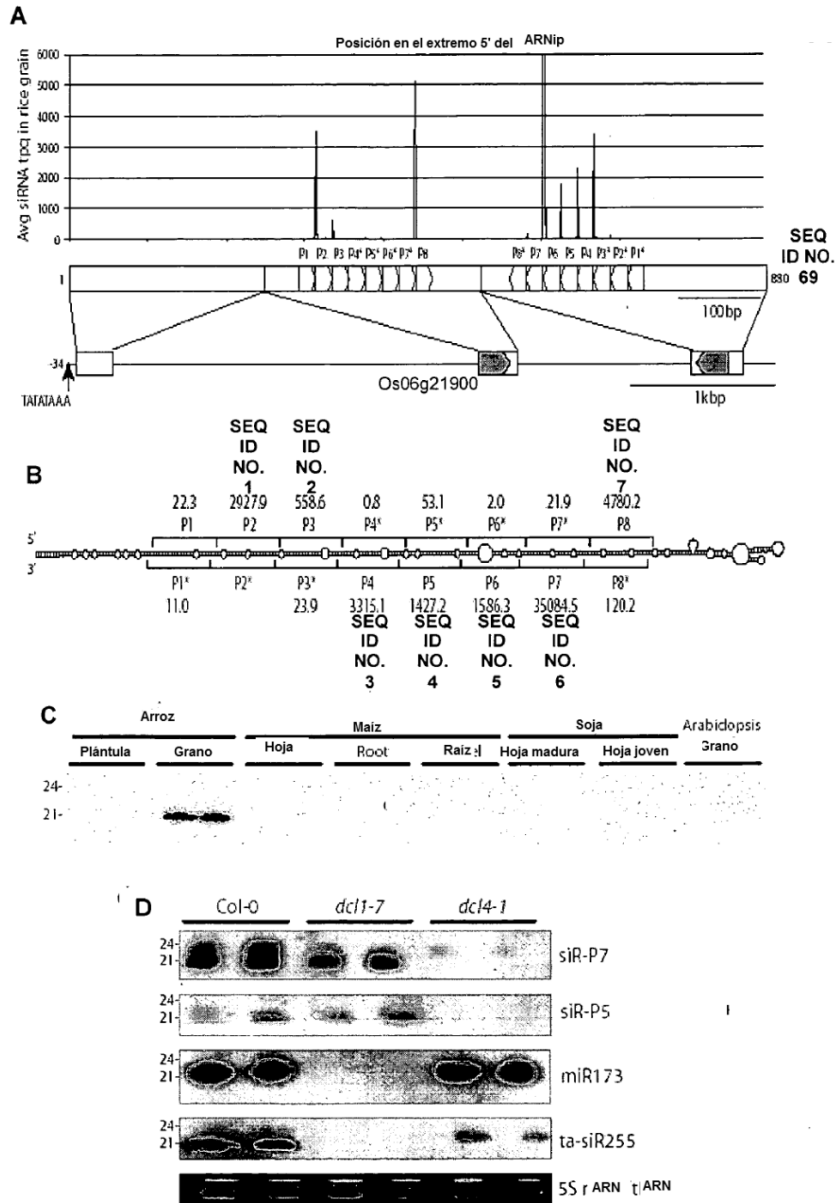 A
Posición en el extremo 5' del ARNip
Avg siRNA tpq in rice grain
6000
5000
4000
3000
2000
1000
0
P1 P2 P3 P4* P5* P6* P7* P8 P8* P7 P6 P5 P4 P3* P2* P1*
1
880
SEQ
ID NO.
69
100bp
-34
Os06g21900
1kbp
TATATAAA
B
SEQ ID NO. 1
SEQ ID NO. 2
SEQ ID NO. 7
22.3 2927.9 558.6 0.8 53.1 2.0 21.9 4780.2
P1 P2 P3 P4* P5* P6* P7* P8
5'
3'
P1* P2* P3* P4 P5 P6 P7 P8*
11.0 23.9 3315.1 1427.2 1586.3 35084.5 120.2
SEQ ID NO. 3
SEQ ID NO. 4
SEQ ID NO. 5
SEQ ID NO. 6
C
Arroz Maíz Soja Arabidopsis
Plántula Grano Hoja Root Raíz Hoja madura Hoja joven Grano
24-
21-
D
Col-0 dcl1-7 dcl4-1
24-
21-
siR-P7
24-
21-
siR-P5
24-
21-
miR173
24-
21-
ta-siR255
5S r ARN t ARN